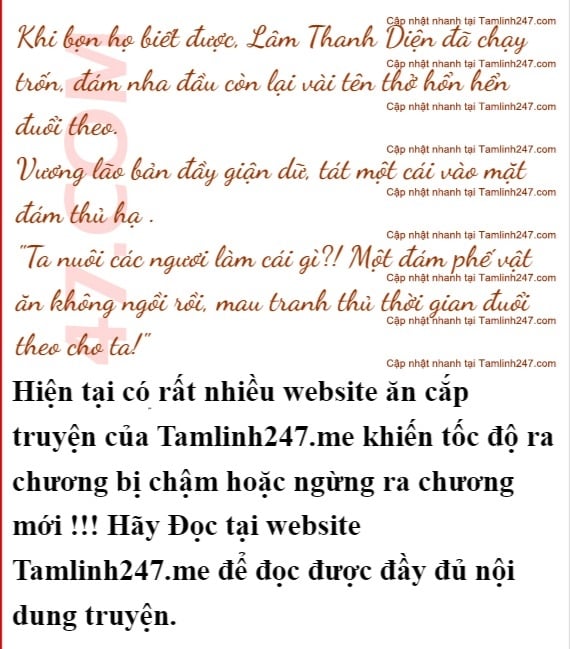 Cập nhật nhanh tại Tamlinh247.com
Khi bọn họ biết được, Lâm Thanh Diện đã chạy
Cập nhật nhanh tại Tamlinh247.com
trốn, đám nha đầu còn lại vài tên thở hổn hển
Cập nhật nhanh tại Tamlinh247.com
đuổi theo.
Cập nhật nhanh tại Tamlinh247.com
Vương lão bản đầy giận dữ, tát một cái vào mặt
Cập nhật nhanh tại Tamlinh247.com
đám thủ hạ .
Cập nhật nhanh tại Tamlinh247.com
"Ta nuôi các ngươi làm cái gì?! Một đám phế vật
Cập nhật nhanh tại Tamlinh247.com
ăn không ngồi rồi, mau tranh thủ thời gian đuổi
Cập nhật nhanh tại Tamlinh247.com
theo cho ta!"
Cập nhật nhanh tại Tamlinh247.com
47.COM
Hiện tại có rất nhiều website ăn cắp
truyện của Tamlinh247.me khiến tốc độ ra
chương bị chậm hoặc ngừng ra chương
mới !!! Hãy Đọc tại website
Tamlinh247.me để đọc được đầy đủ nội
dung truyện.